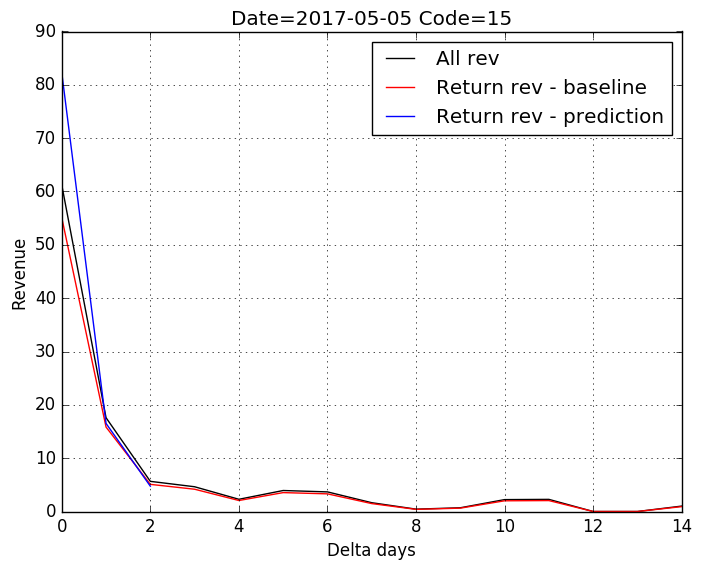 Date=2017-05-05 Code=15
90
80
70
60
50
40
30
20
10
0
Revenue
All rev
Return rev - baseline
Return rev - prediction
0 2 4 6 8 10 12 14
Delta days